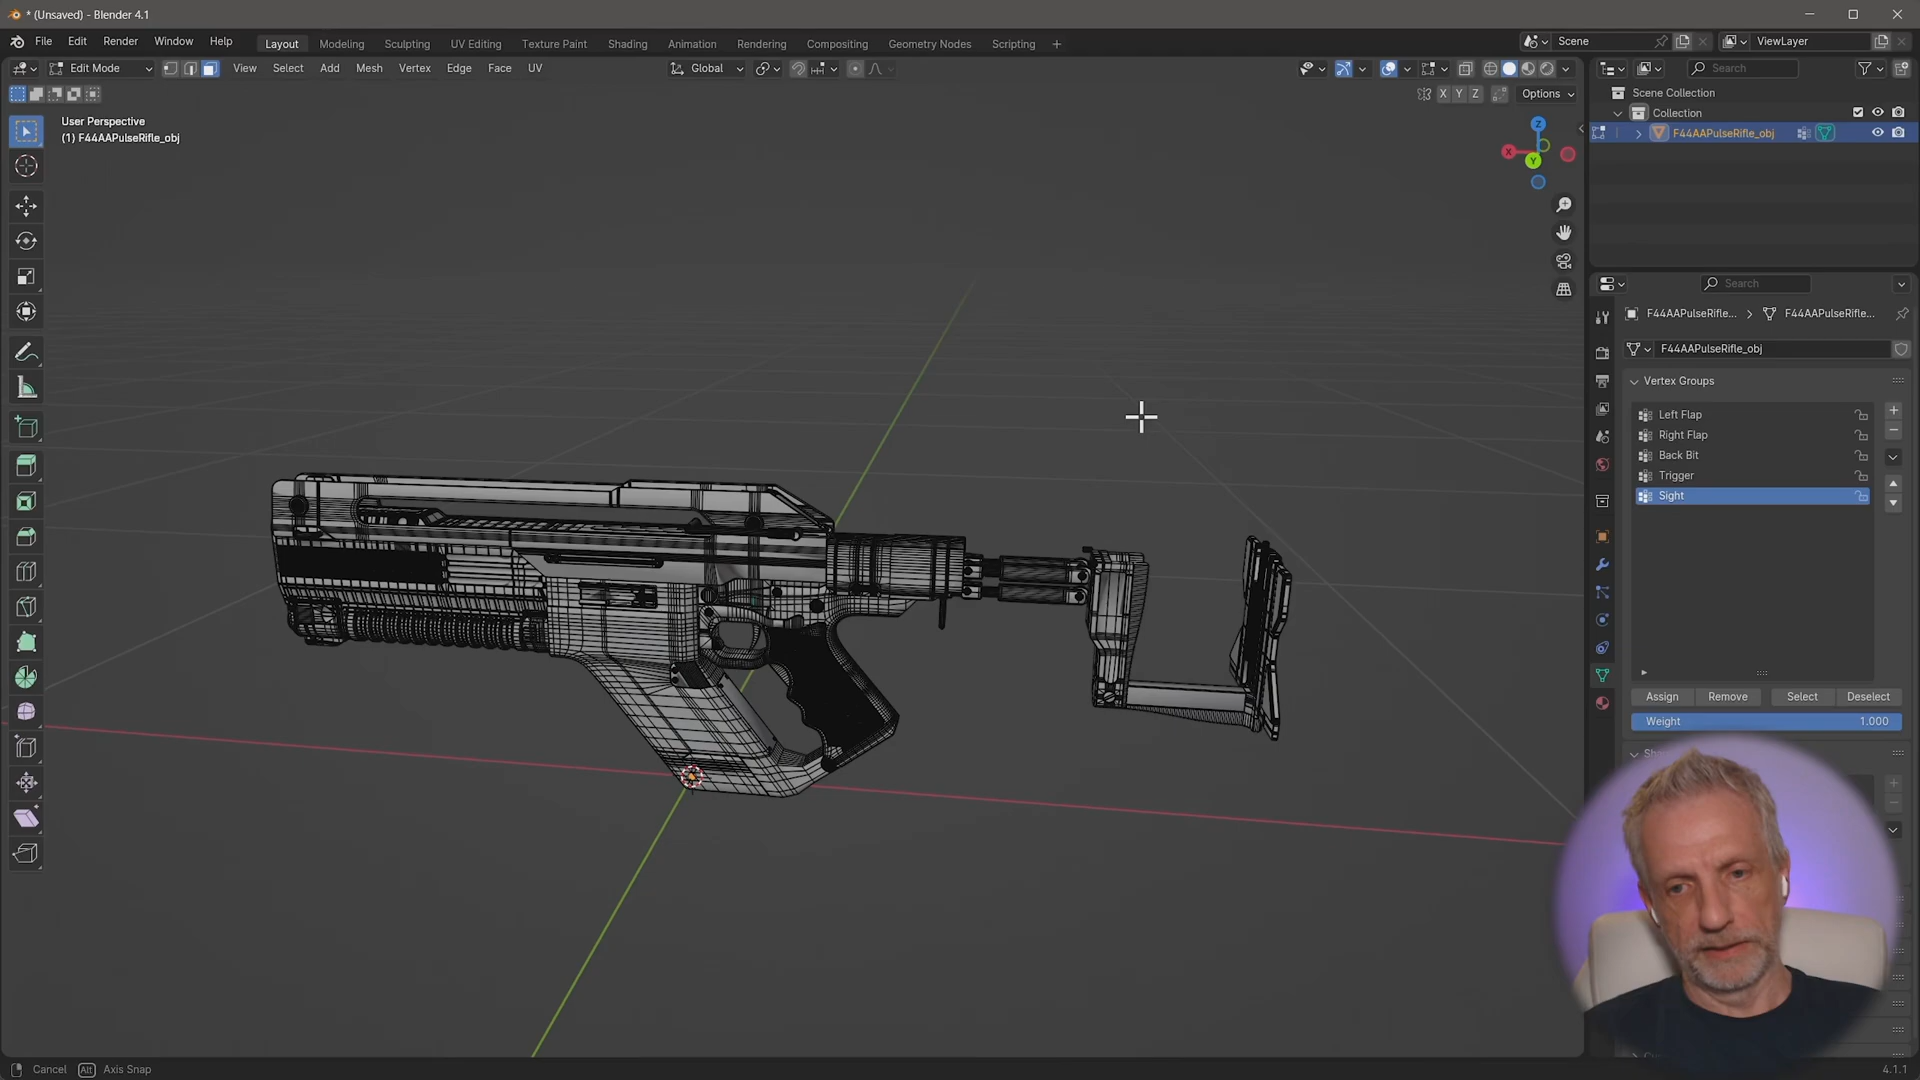 * (Unsaved) - Blender 4.1
File Edit Render Window Help
Layout Modeling Sculpting UV Editing Texture Paint Shading Animation Rendering Compositing Geometry Nodes Scripting +
Scene
ViewLayer
Edit Mode
View Select Add Mesh Vertex Edge Face UV
Global
Search
X Y Z
Options
Scene Collection
Collection
F44AAPulseRifle_obj
User Perspective
(1) F44AAPulseRifle_obj
Z
X
Y
Search
F44AAPulseRifle... > F44AAPulseRifle...
F44AAPulseRifle_obj
Vertex Groups
Left Flap
Right Flap
Back Bit
Trigger
Sight
Assign Remove Select Deselect
Weight 1.000
Cancel Alt Axis Snap
4.1.1